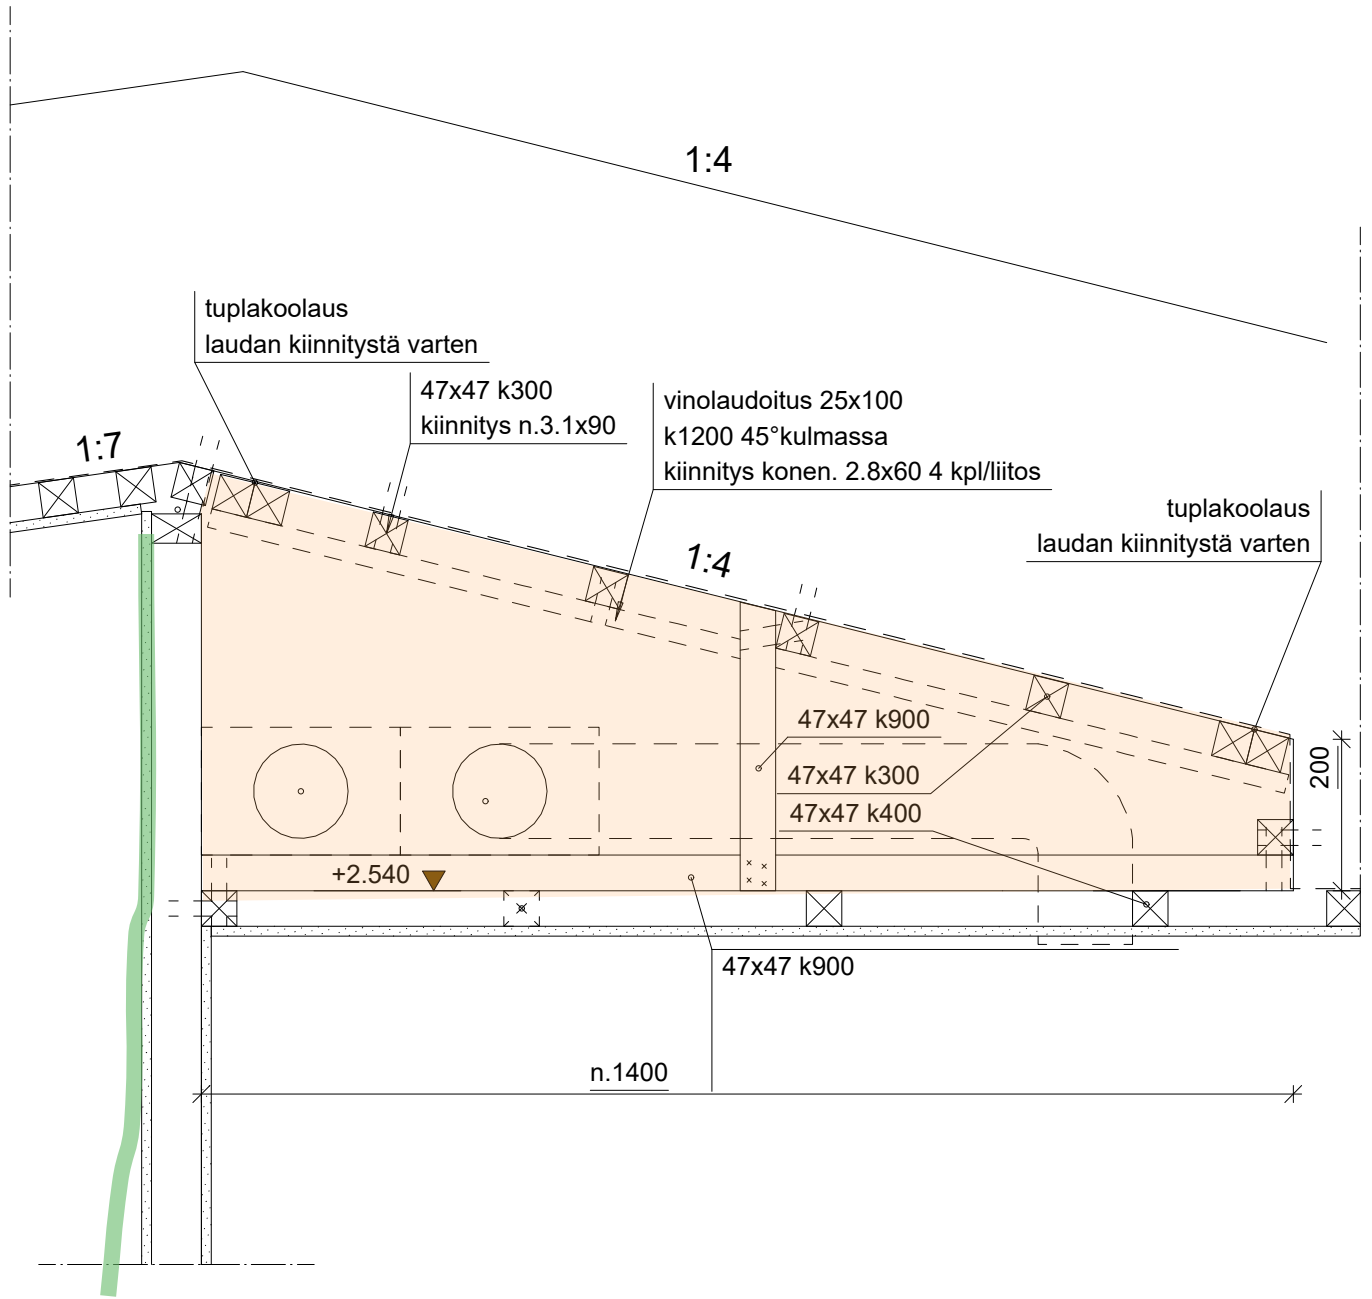 1:4
tuplakoolaus
laudan kiinnitystä varten
47x47 k300
kiinnitys n.3.1x90
vinolaudoitus 25x100
k1200 45°kulmassa
kiinnitys konen. 2.8x60 4 kpl/liitos
1:7
tuplakoolaus
laudan kiinnitystä varten
1:4
47x47 k900
47x47 k300
200
47x47 k400
+2.540
47x47 k900
n.1400